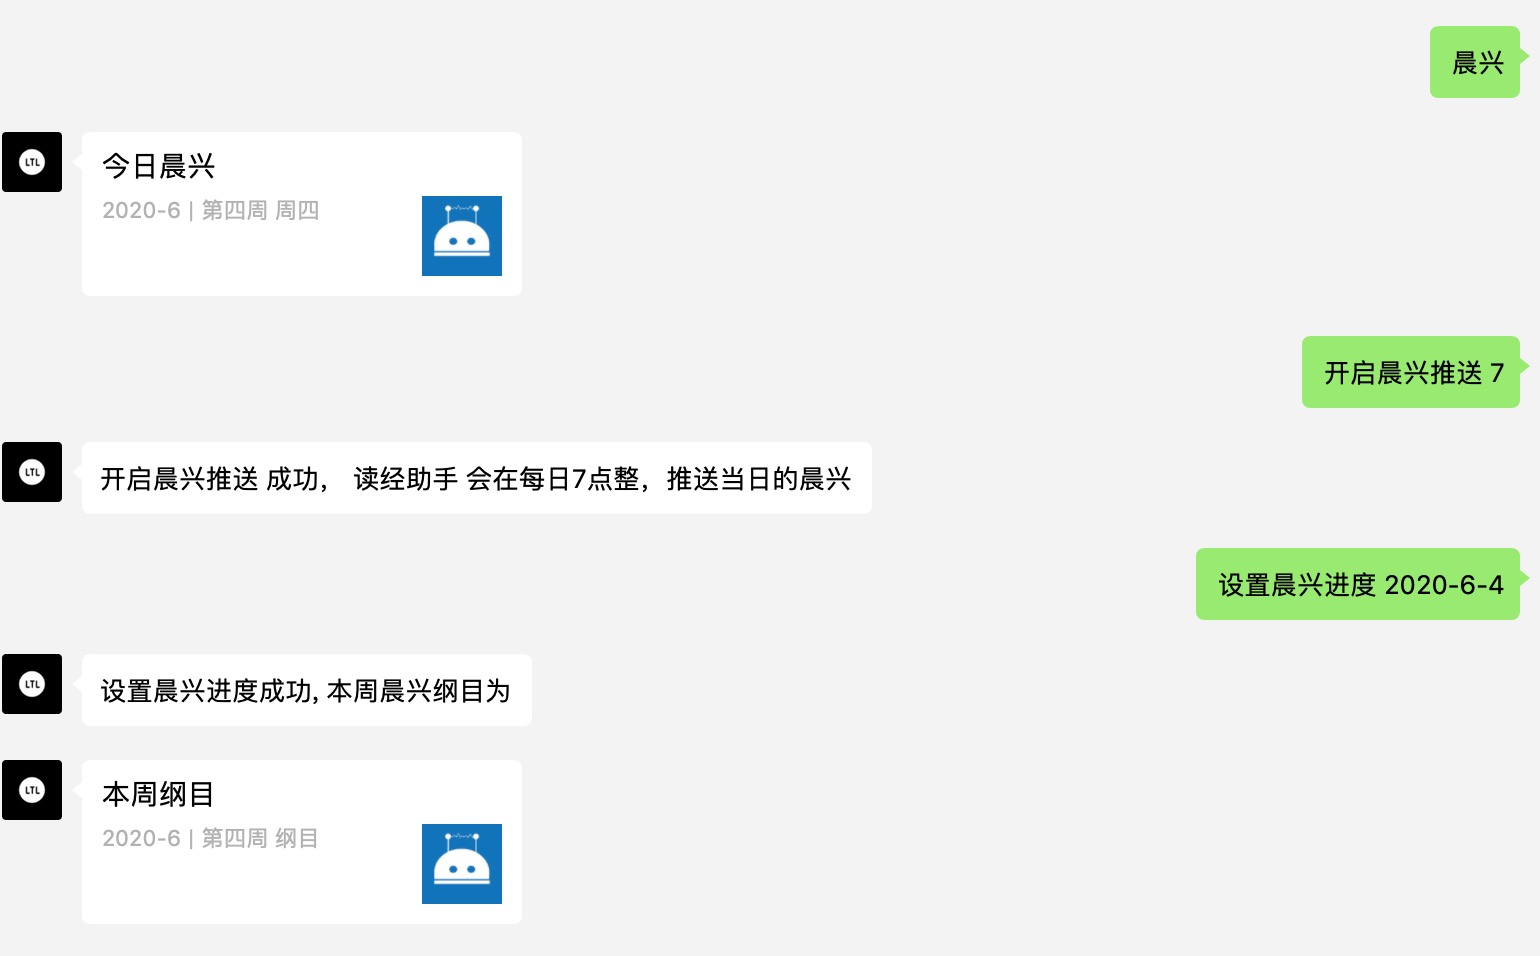 晨兴
LTL
今日晨兴
2020-6 | 第四周 周四
开启晨兴推送 7
LTL
开启晨兴推送 成功， 读经助手 会在每日7点整，推送当日的晨兴
设置晨兴进度 2020-6-4
LTL
设置晨兴进度成功, 本周晨兴纲目为
LTL
本周纲目
2020-6 | 第四周 纲目